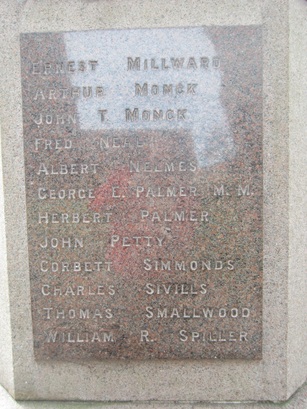 ERNEST MILLWARD
ARTHUR MONCK
JOHN T MONCK
FRED
ALBERT NELMES
GEORGE E. PALMER M.M.
HERBERT PALMER
JOHN PETTY
CORBETT SIMMONDS
CHARLES SIVILLS
THOMAS SMALLWOOD
WILLIAM R. SPILLER